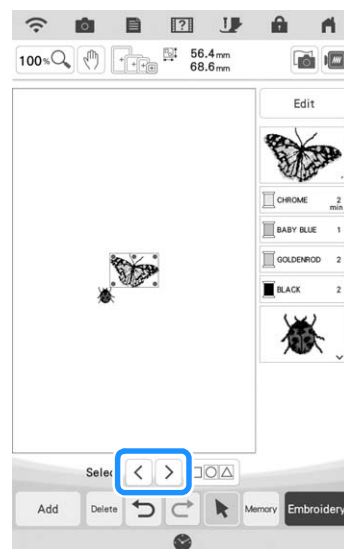 100%
56.4mm
68.6mm
Edit
CHROME 2
min
BABY BLUE 1
GOLDENROD 2
BLACK 2
Add
Delete
Memory
Embroidery